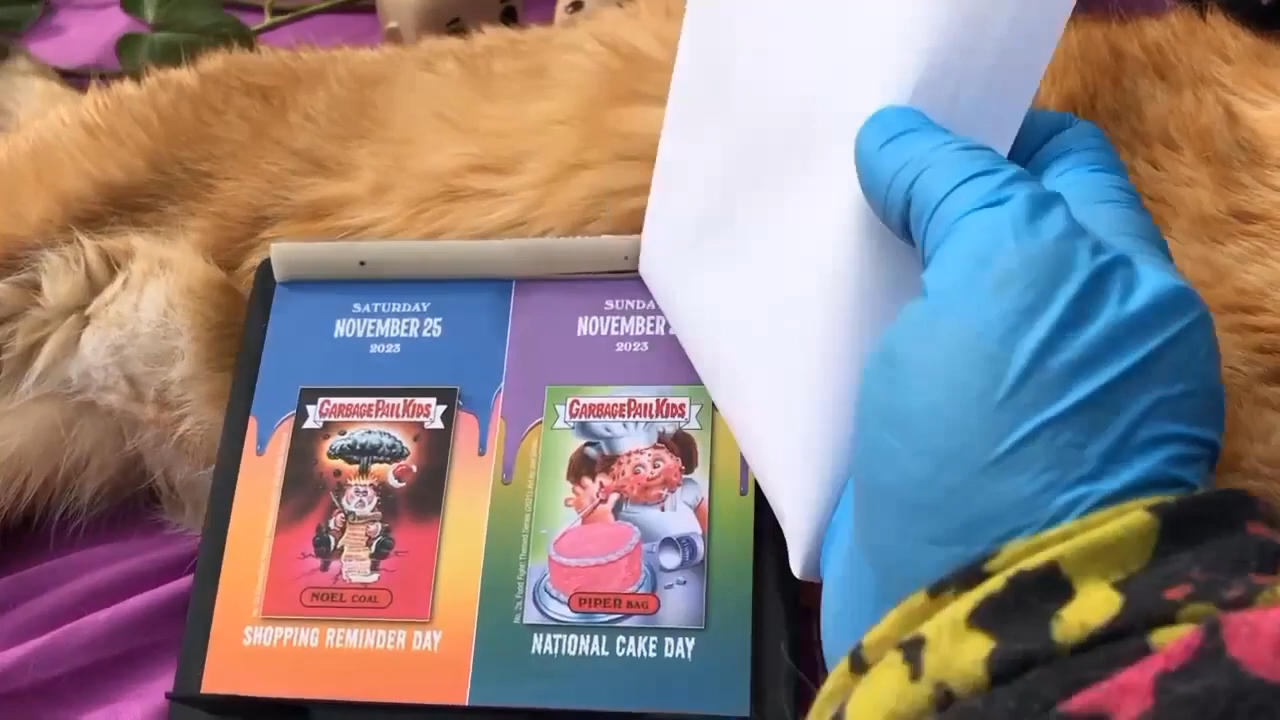 SATURDAY
NOVEMBER 25
2023
GARBAGE PAIL KIDS
NOEL COAL
SHOPPING REMINDER DAY
SUNDA
NOVEMBER
2023
GARBAGE PAIL KIDS
PIPER BAG
NATIONAL CAKE DAY